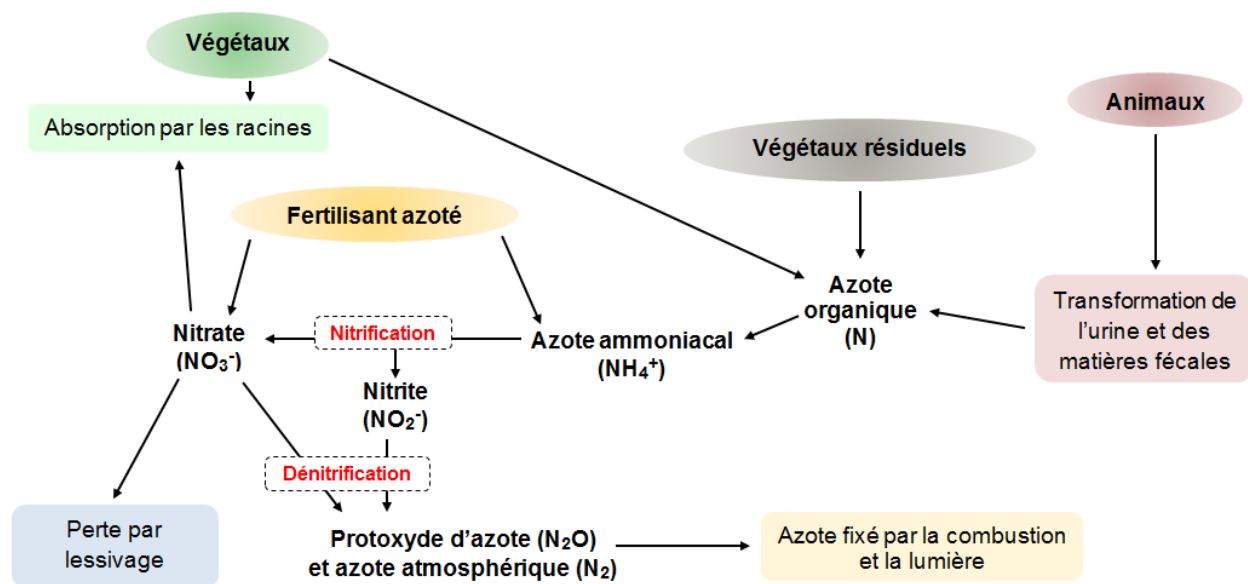 Végétaux
Animaux
Absorption par les racines
Végétaux résiduels
Fertilisant azoté
Azote
organique
(N)
Transformation de
l’urine et des
matières fécales
Nitrate
(NO₃⁻)
Nitrification
Azote ammoniacal
(NH₄⁺)
Nitrite
(NO₂⁻)
Dénitrification
Perte par
lessivage
Protoxyde d’azote (N₂O)
et azote atmosphérique (N₂)
Azote fixé par la combustion
et la lumière